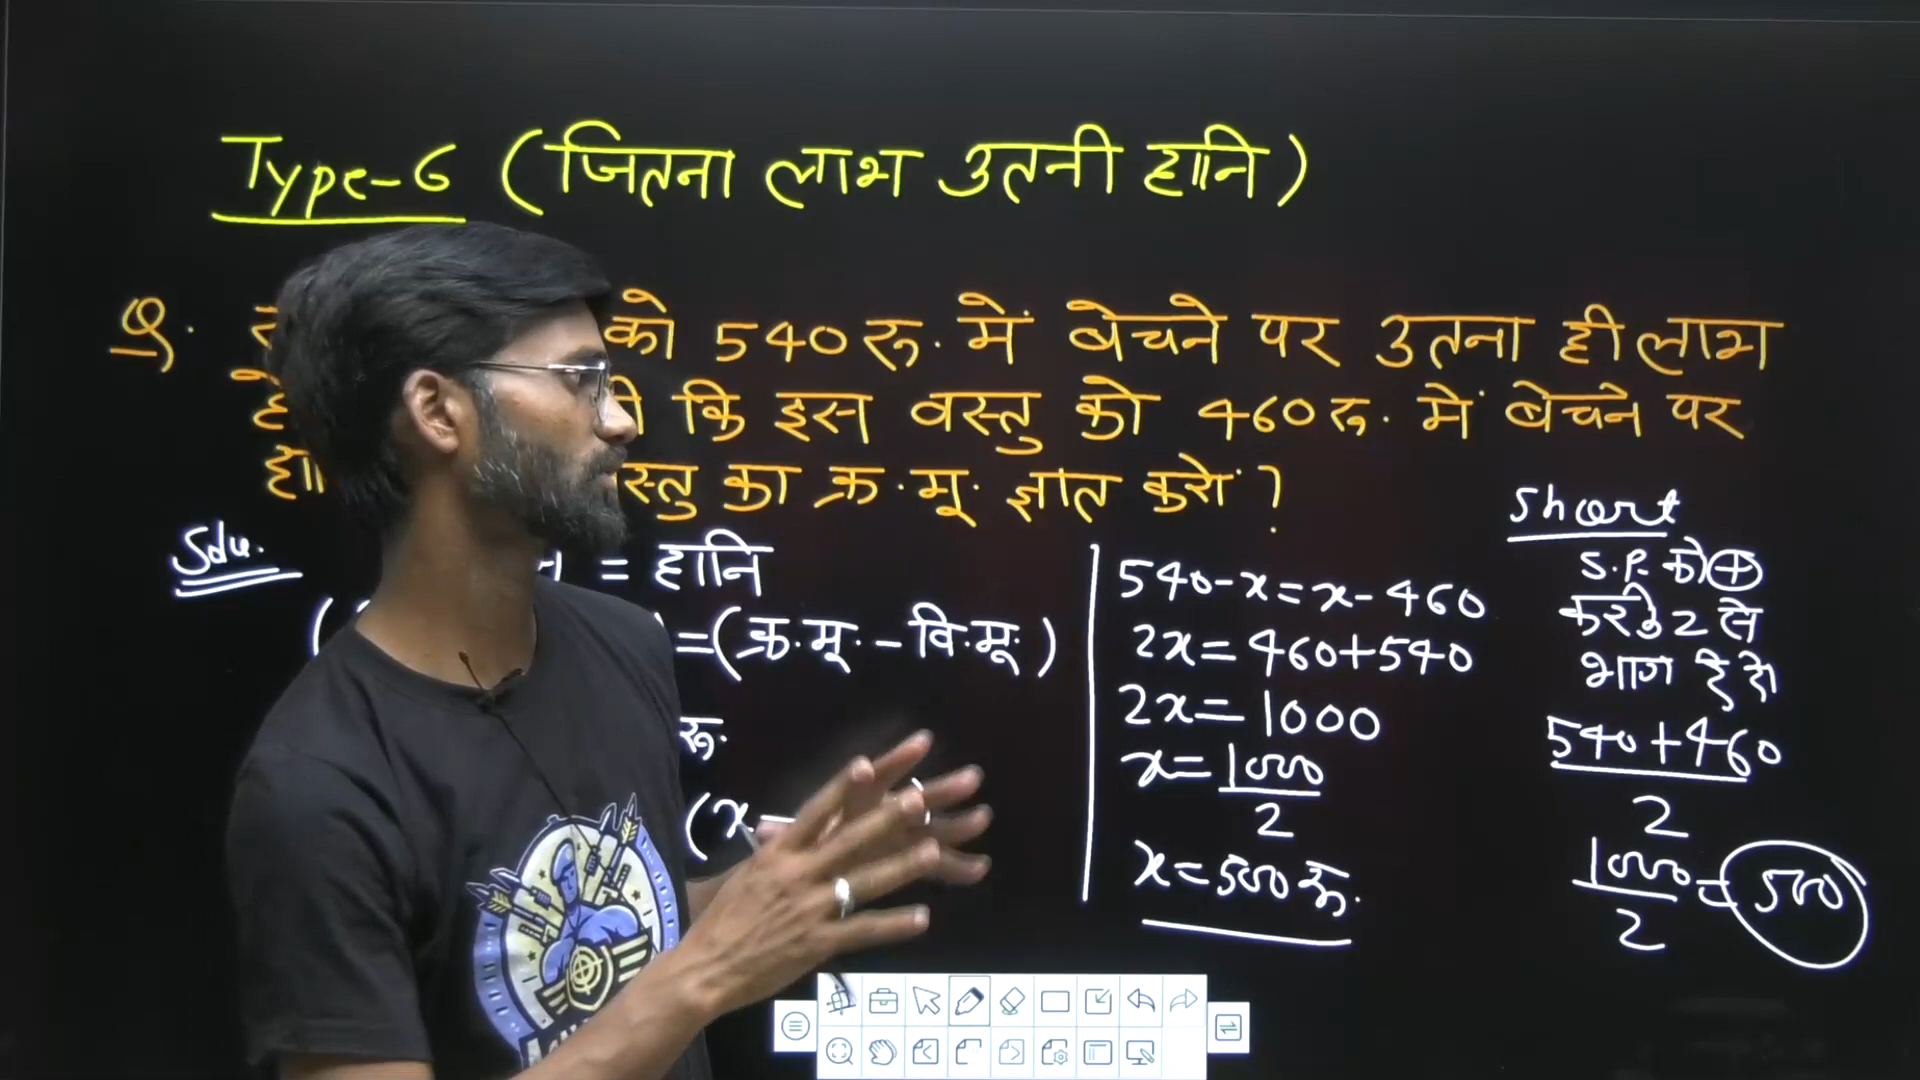 Type-6 (जितना लाभ उतनी हानि)
Q. को 540 रु. में बेचने पर उतना ही लाभ
कि इस वस्तु को 460 रु. में बेचने पर
का क्र.मू. ज्ञात करो ?
Solu. = हानि
=(क्र.मू. - वि.मू.)
रू.
(x-
540-x=x-460
2x=460+540
2x=1000
x=1000
2
x=500 रू.
Short
S.P. को ⊕
करके 2 से
भाग दे दो
540+460
2
1000 = 500
2